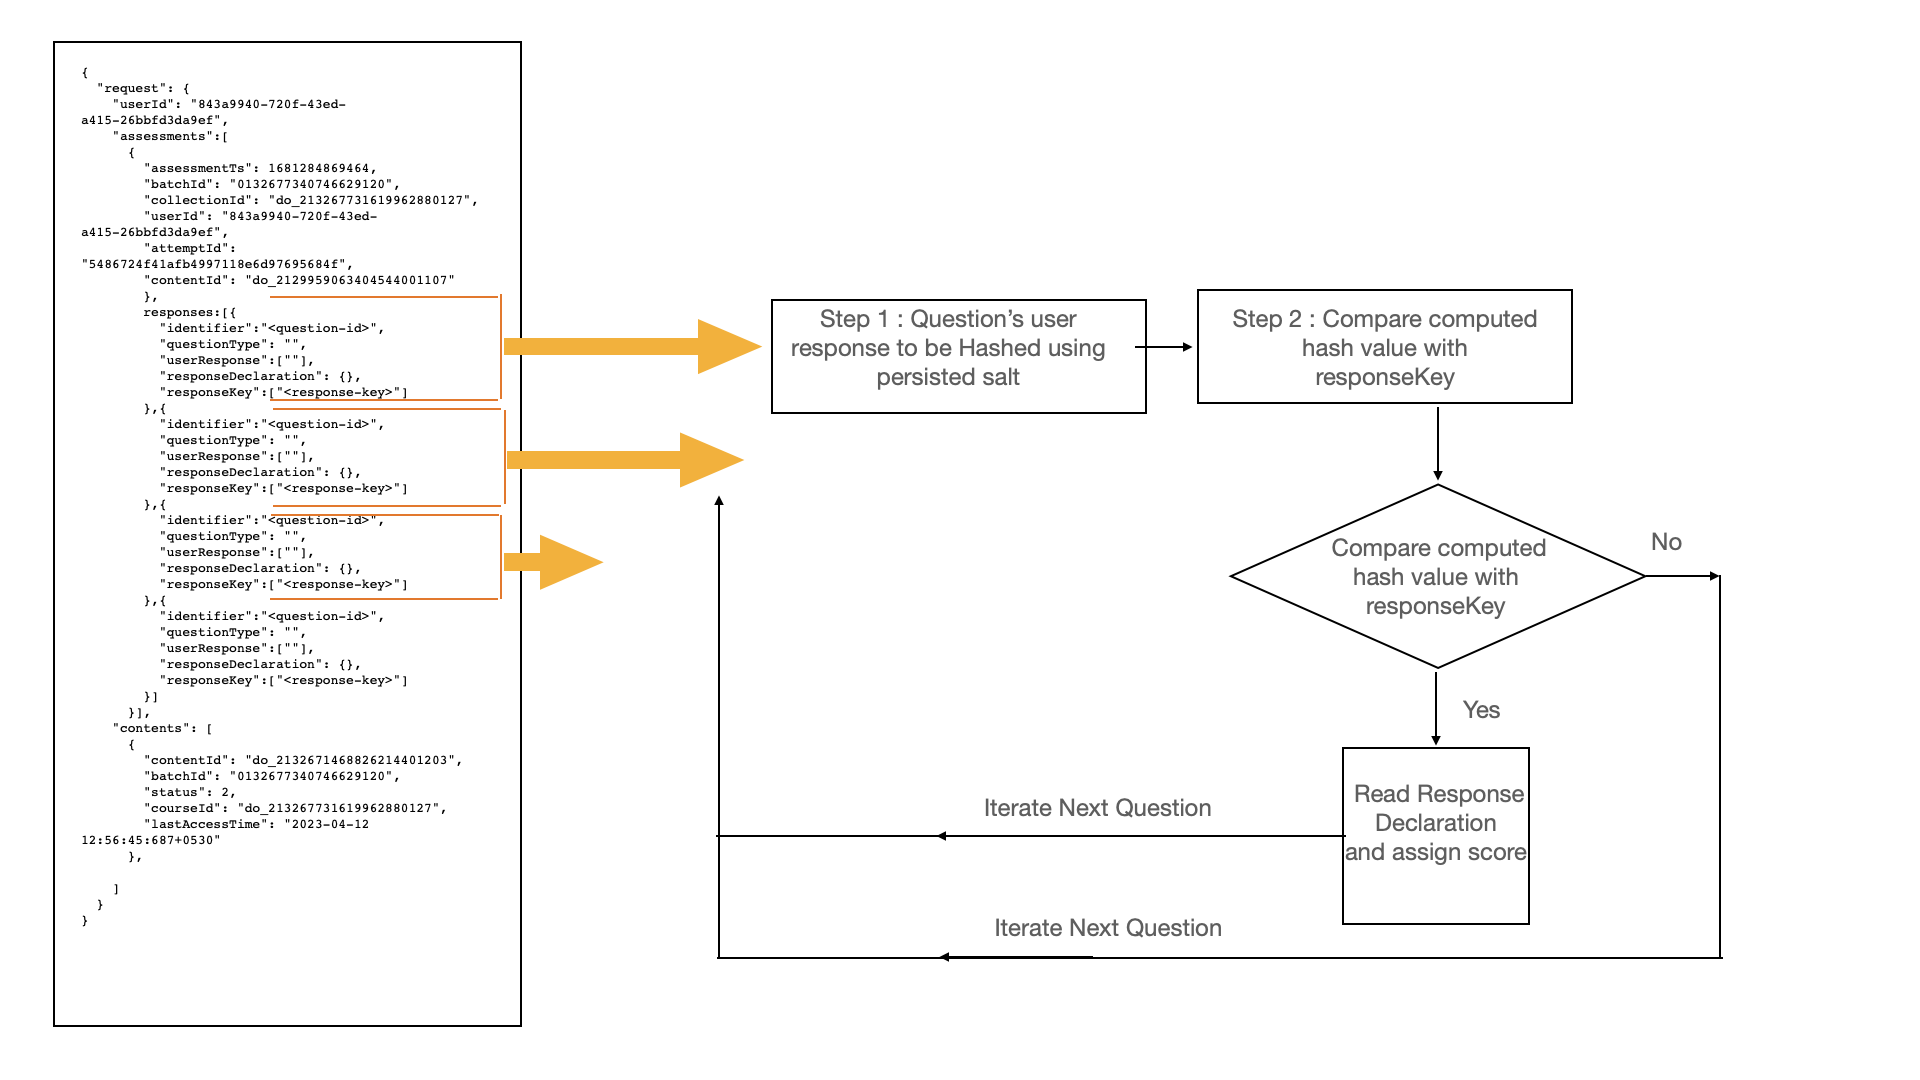 {
"request": {
"userId": "843a9940-720f-43ed-
a415-26bbfd3da9ef",
"assessments":[
{
"assessmentTs": 1681284869464,
"batchId": "0132677340746629120",
"collectionId": "do_213267731619962880127",
"userId": "843a9940-720f-43ed-
a415-26bbfd3da9ef",
"attemptId":
"5486724f41afb4997118e6d97695684f",
"contentId": "do_2129959063404544001107"
},
responses:[{
"identifier":"<question-id>",
"questionType": "",
"userResponse":[""],
"responseDeclaration": {},
"responseKey":["<response-key>"]
},{
"identifier":"<question-id>",
"questionType": "",
"userResponse":[""],
"responseDeclaration": {},
"responseKey":["<response-key>"]
},{
"identifier":"<question-id>",
"questionType": "",
"userResponse":[""],
"responseDeclaration": {},
"responseKey":["<response-key>"]
},{
"identifier":"<question-id>",
"questionType": "",
"userResponse":[""],
"responseDeclaration": {},
"responseKey":["<response-key>"]
}]
}],
"contents": [
{
"contentId": "do_2132671468826214401203",
"batchId": "0132677340746629120",
"status": 2,
"courseId": "do_213267731619962880127",
"lastAccessTime": "2023-04-12
12:56:45:687+0530"
},
]
}
}
Step 1 : Question’s user
response to be Hashed using
persisted salt
Step 2 : Compare computed
hash value with
responseKey
Compare computed
hash value with
responseKey
No
Yes
Read Response
Declaration
and assign score
Iterate Next Question
Iterate Next Question